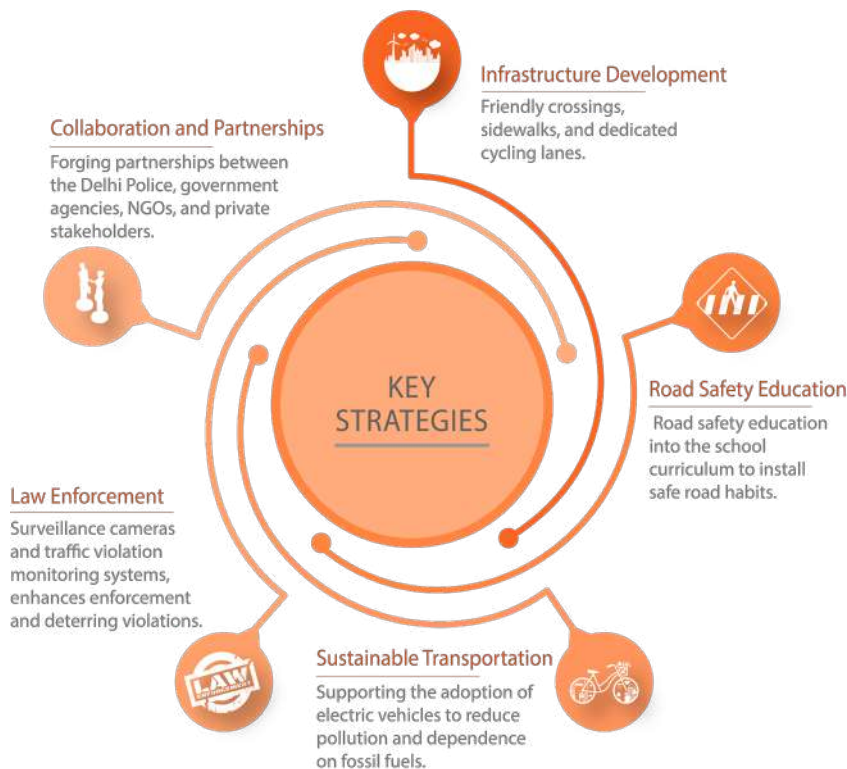 Infrastructure Development
Friendly crossings,
sidewalks, and dedicated
cycling lanes.
Collaboration and Partnerships
Forging partnerships between
the Delhi Police, government
agencies, NGOs, and private
stakeholders.
KEY
STRATEGIES
Road Safety Education
Road safety education
into the school
curriculum to install
safe road habits.
Law Enforcement
Surveillance cameras
and traffic violation
monitoring systems,
enhances enforcement
and deterring violations.
LAW
ENFORCEMENT
Sustainable Transportation
Supporting the adoption of
electric vehicles to reduce
pollution and dependence
on fossil fuels.